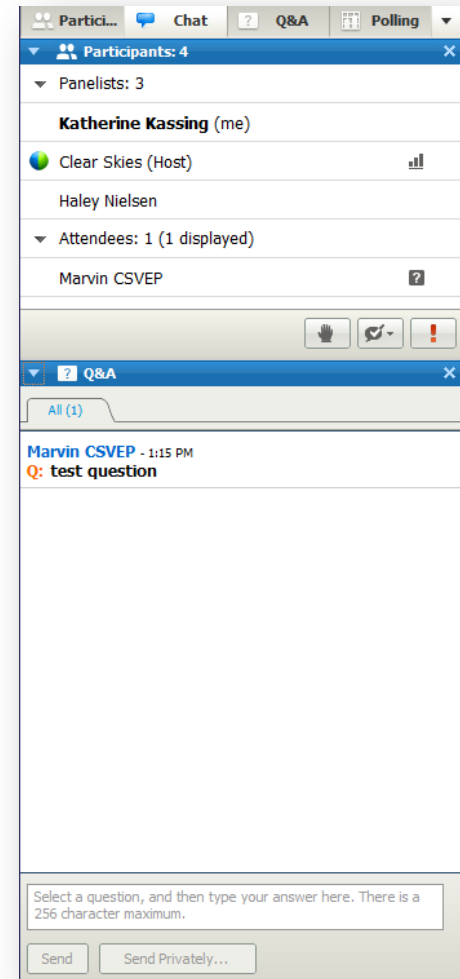 Partici... Chat ? Q&A Polling
Participants: 4
Panelists: 3
Katherine Kassing (me)
Clear Skies (Host)
Haley Nielsen
Attendees: 1 (1 displayed)
Marvin CSVEP ?
? Q&A
All (1)
Marvin CSVEP - 1:15 PM
Q: test question
Select a question, and then type your answer here. There is a
256 character maximum.
Send Send Privately...